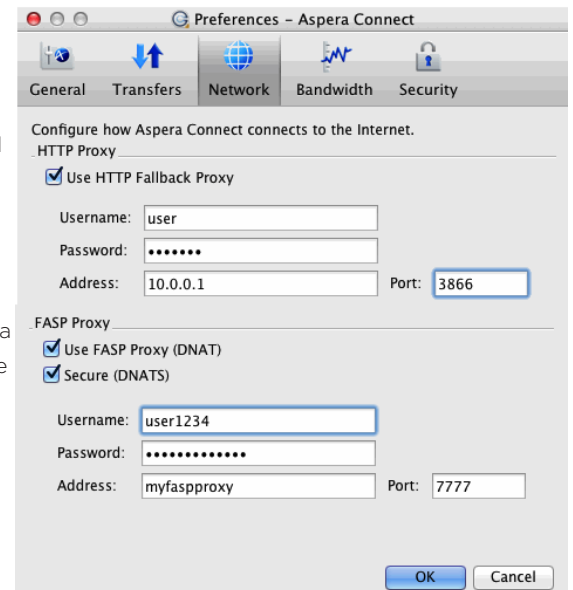 Preferences – Aspera Connect
General Transfers Network Bandwidth Security
Configure how Aspera Connect connects to the Internet.
HTTP Proxy
Use HTTP Fallback Proxy
Username: user
Password: •••••••
Address: 10.0.0.1 Port: 3866
FASP Proxy
a
Use FASP Proxy (DNAT)
e
Secure (DNATS)
Username: user1234
Password: •••••••••••••
Address: myfaspproxy Port: 7777
OK Cancel